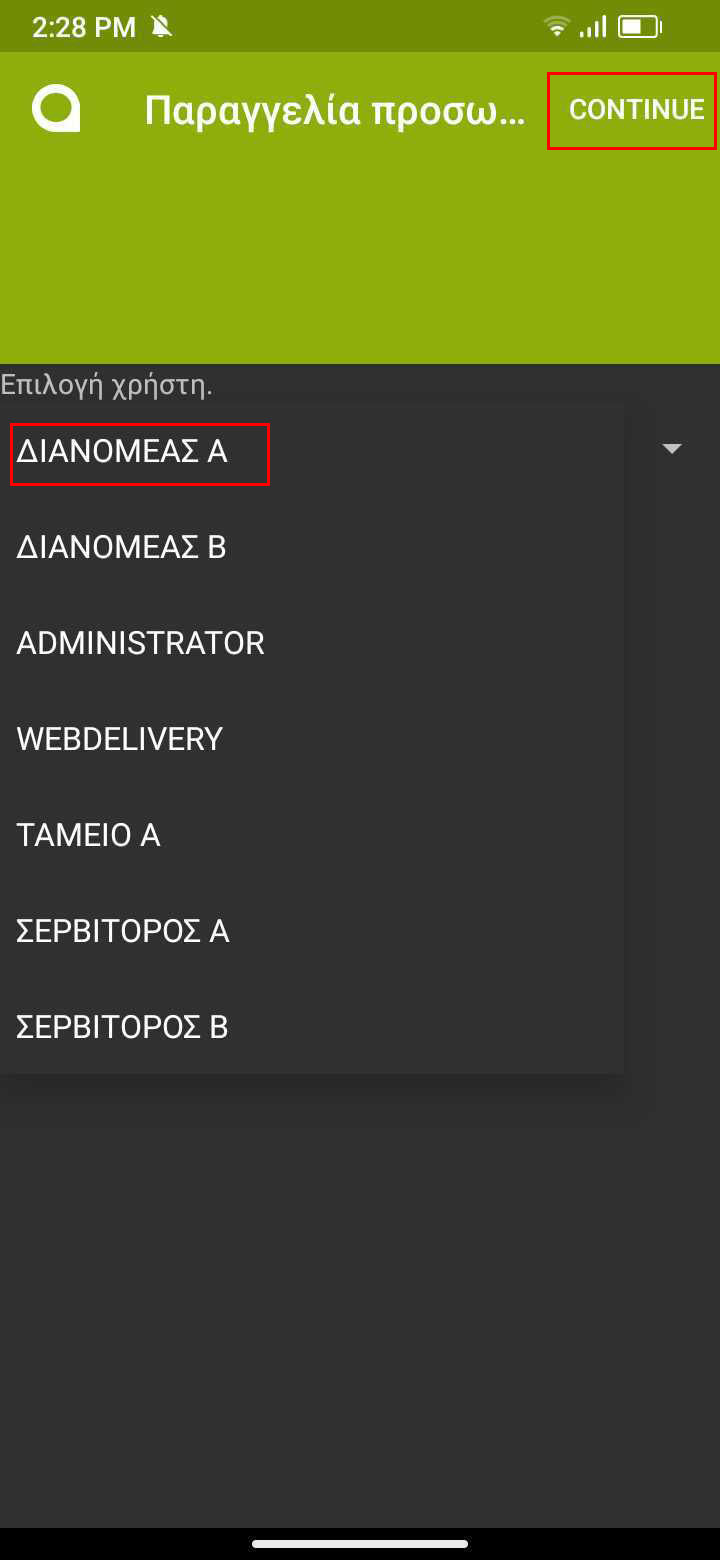 2:28 PM
Παραγγελία προσω...
CONTINUE
Επιλογή χρήστη.
ΔΙΑΝΟΜΕΑΣ Α
ΔΙΑΝΟΜΕΑΣ Β
ADMINISTRATOR
WEBDELIVERY
ΤΑΜΕΙΟ Α
ΣΕΡΒΙΤΟΡΟΣ Α
ΣΕΡΒΙΤΟΡΟΣ Β